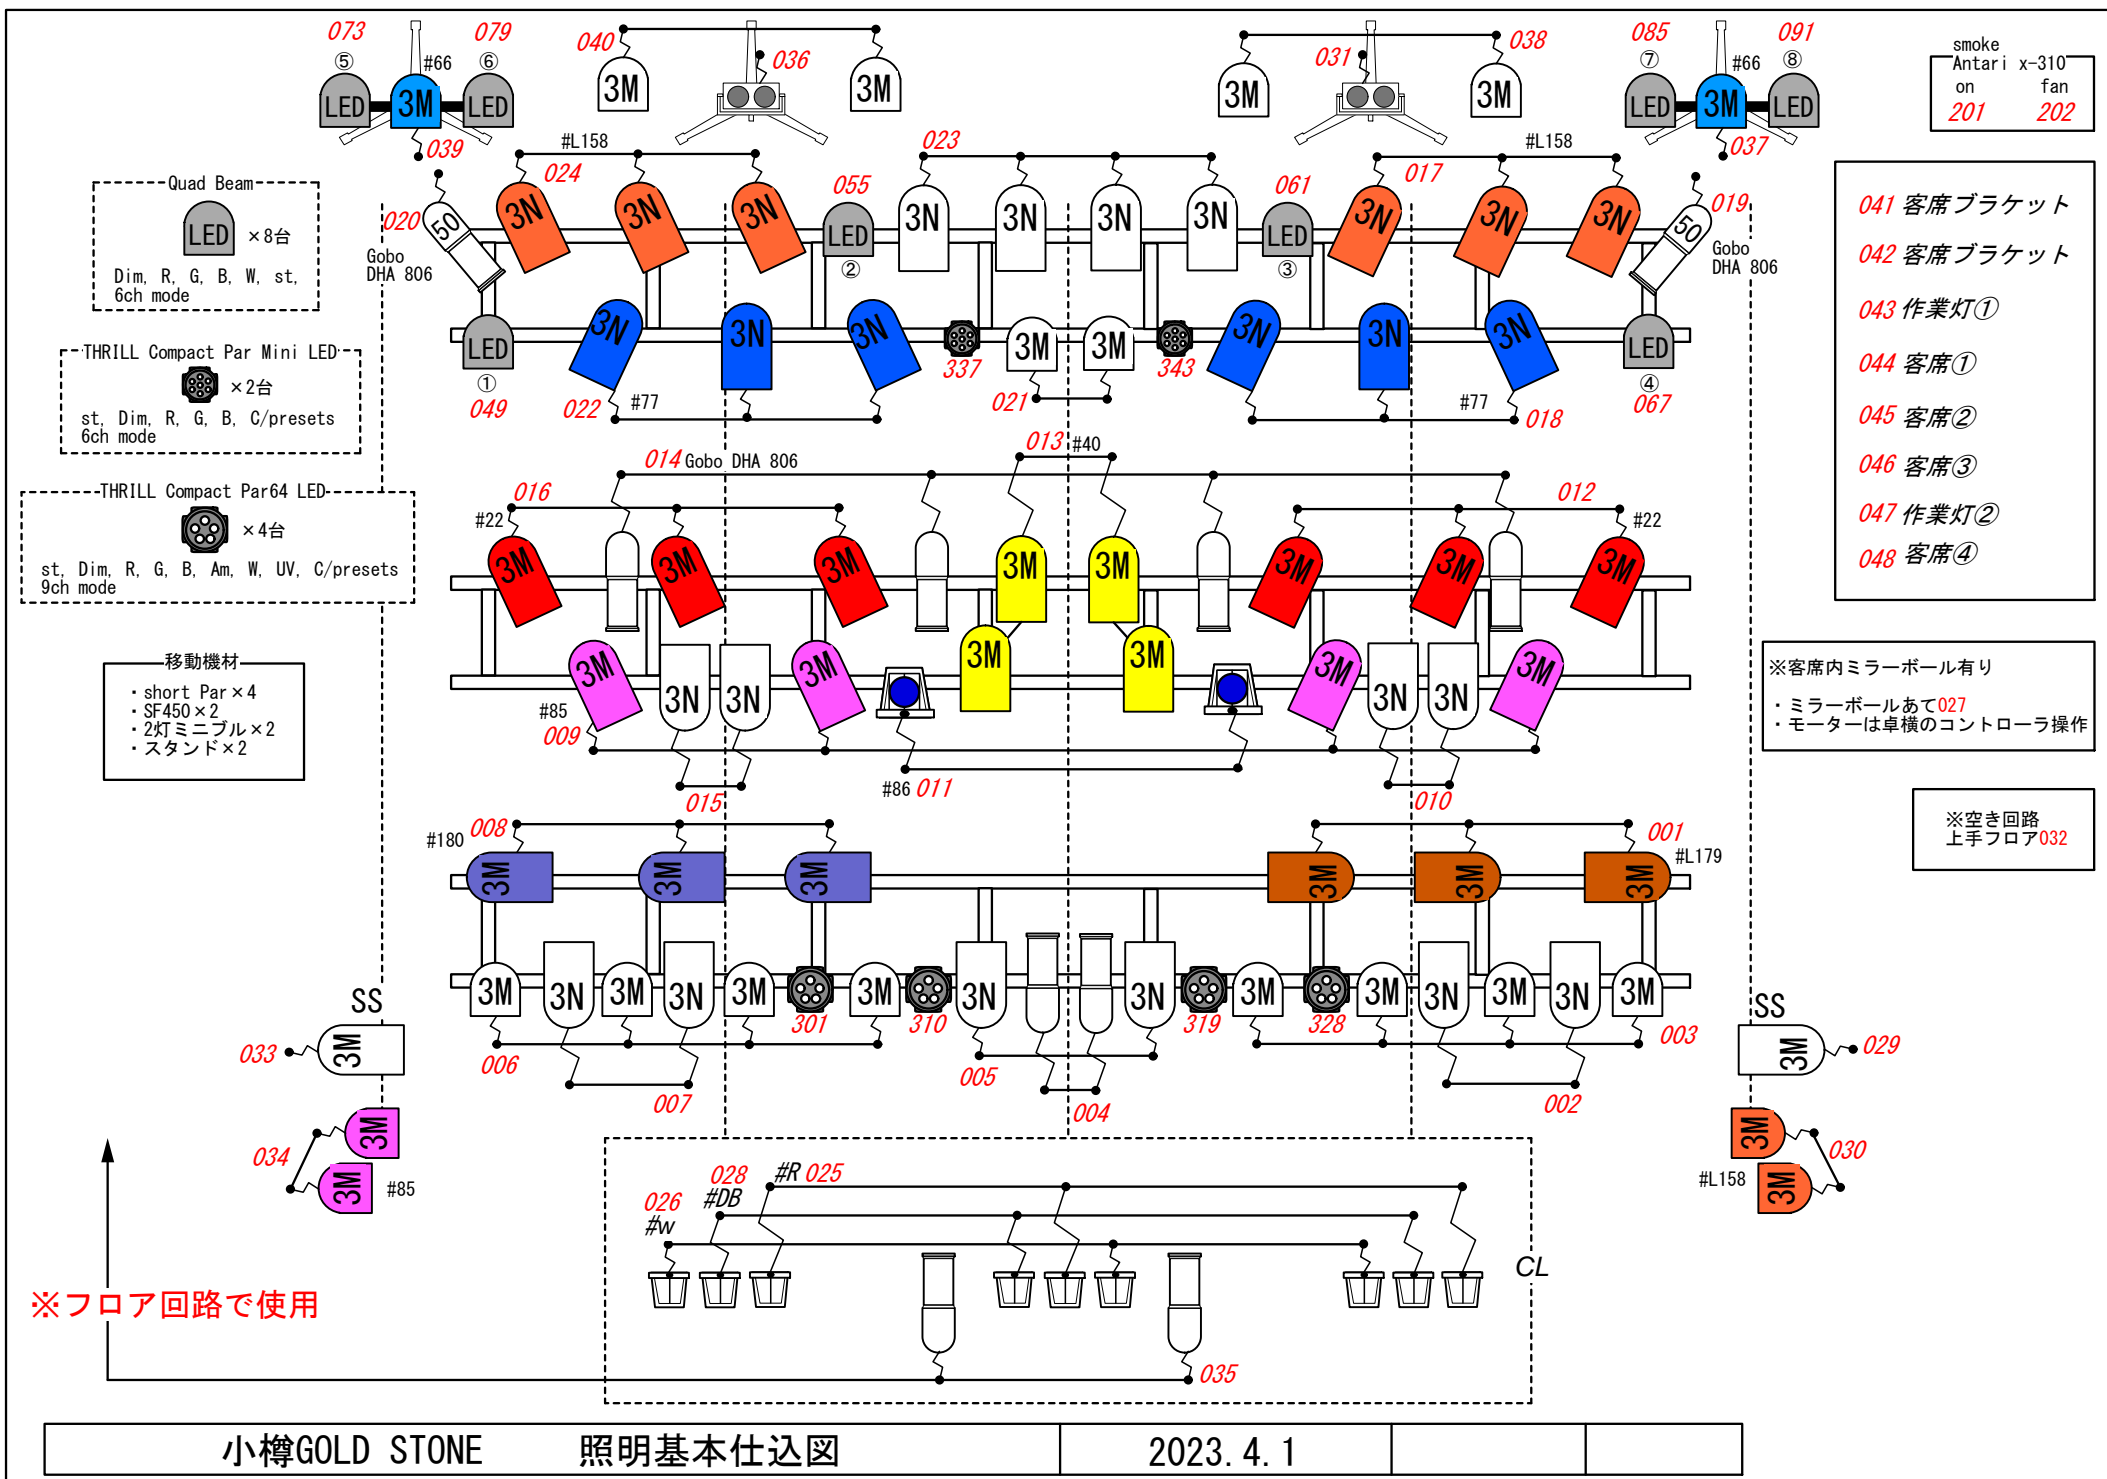 073
079
⑤
⑥
#66
LED
3M
LED
039
040
3M
036
3M
031
3M
038
3M
085
091
⑦
⑧
#66
LED
3M
LED
037
smoke
Antari x-310
on fan
201 202
Quad Beam
LED ×8台
Dim, R, G, B, W, st,
6ch mode
THRILL Compact Par Mini LED
×2台
st, Dim, R, G, B, C/presets
6ch mode
THRILL Compact Par64 LED
×4台
st, Dim, R, G, B, Am, W, UV, C/presets
9ch mode
移動機材
・short Par×4
・SF450×2
・2灯ミニブル×2
・スタンド×2
#L158
024
023
055
061
#L158
017
019
020
50
Gobo
DHA 806
3N
3N
3N
LED
②
3N
3N
3N
3N
LED
③
3N
3N
3N
50
Gobo
DHA 806
LED
①
049
3N
3N
3N
022
#77
337
3M
3M
021
343
3N
3N
3N
#77
018
LED
④
067
041 客席ブラケット
042 客席ブラケット
043 作業灯①
044 客席①
045 客席②
046 客席③
047 作業灯②
048 客席④
014 Gobo DHA 806
013 #40
016
#22
012
#22
3M
3M
3M
3M
3M
3M
3M
3M
3M
3N
3N
3M
3M
3M
3M
3N
3N
3M
#85
009
015
#86 011
010
※客席内ミラーボール有り
・ミラーボールあて027
・モーターは卓横のコントローラ操作
※空き回路
上手フロア032
#180 008
001
#L179
3M
3M
3M
3M
3M
3M
3M
3N
3M
3N
3M
301
3M
310
3N
3N
319
3M
328
3M
3N
3M
3N
3M
006
007
005
004
002
003
SS
033
3M
034
3M
3M
#85
SS
3M
029
3M
030
#L158
3M
026
#w
028
#DB
#R 025
CL
035
※フロア回路で使用
小樽GOLD STONE 照明基本仕込図 2023.4.1